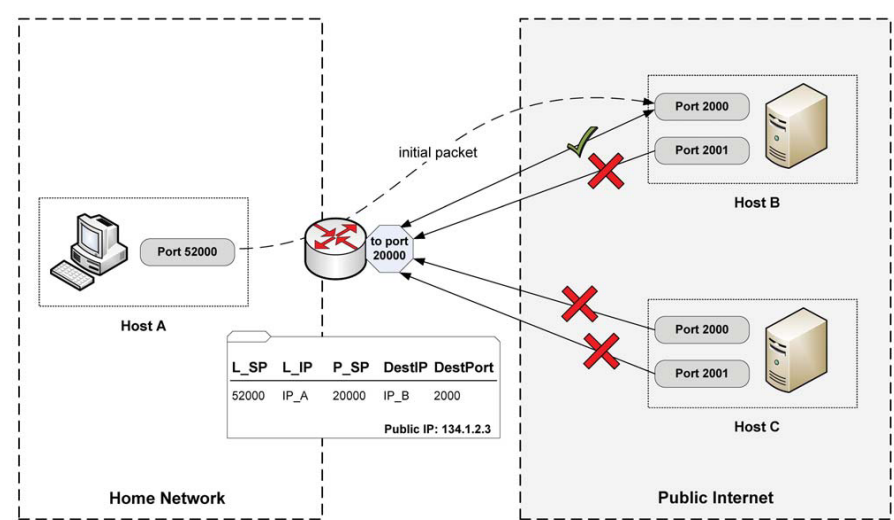 Port 2000
Port 2001
Host B
initial packet
Port 52000
to port
20000
Host A
Port 2000
Port 2001
Host C
L_SP L_IP P_SP DestIP DestPort
52000 IP_A 20000 IP_B 2000
Public IP: 134.1.2.3
Home Network
Public Internet